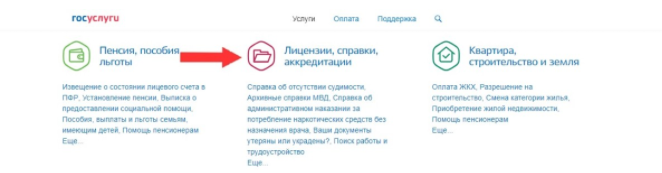 госуслуги
Услуги Оплата Поддержка
Пенсия, пособия,
льготы
Извещение о состоянии лицевого счета в
ПФР, Установление пенсии, Выписка о
предоставлении социальной помощи,
Пособия, выплаты и льготы семьям,
имеющим детей, Помощь пенсионерам
Еще...
Лицензии, справки,
аккредитации
Справка об отсутствии судимости,
Архивные справки МВД, Справка об
административном наказании за
потребление наркотических средств без
назначения врача, Ваши документы
утеряны или украдены?, Поиск работы и
трудоустройство
Еще...
Квартира,
строительство и земля
Оплата ЖКХ, Разрешение на
строительство, Смена категории жилья,
Приобретение жилой недвижимости,
Помощь пенсионерам
Еще...